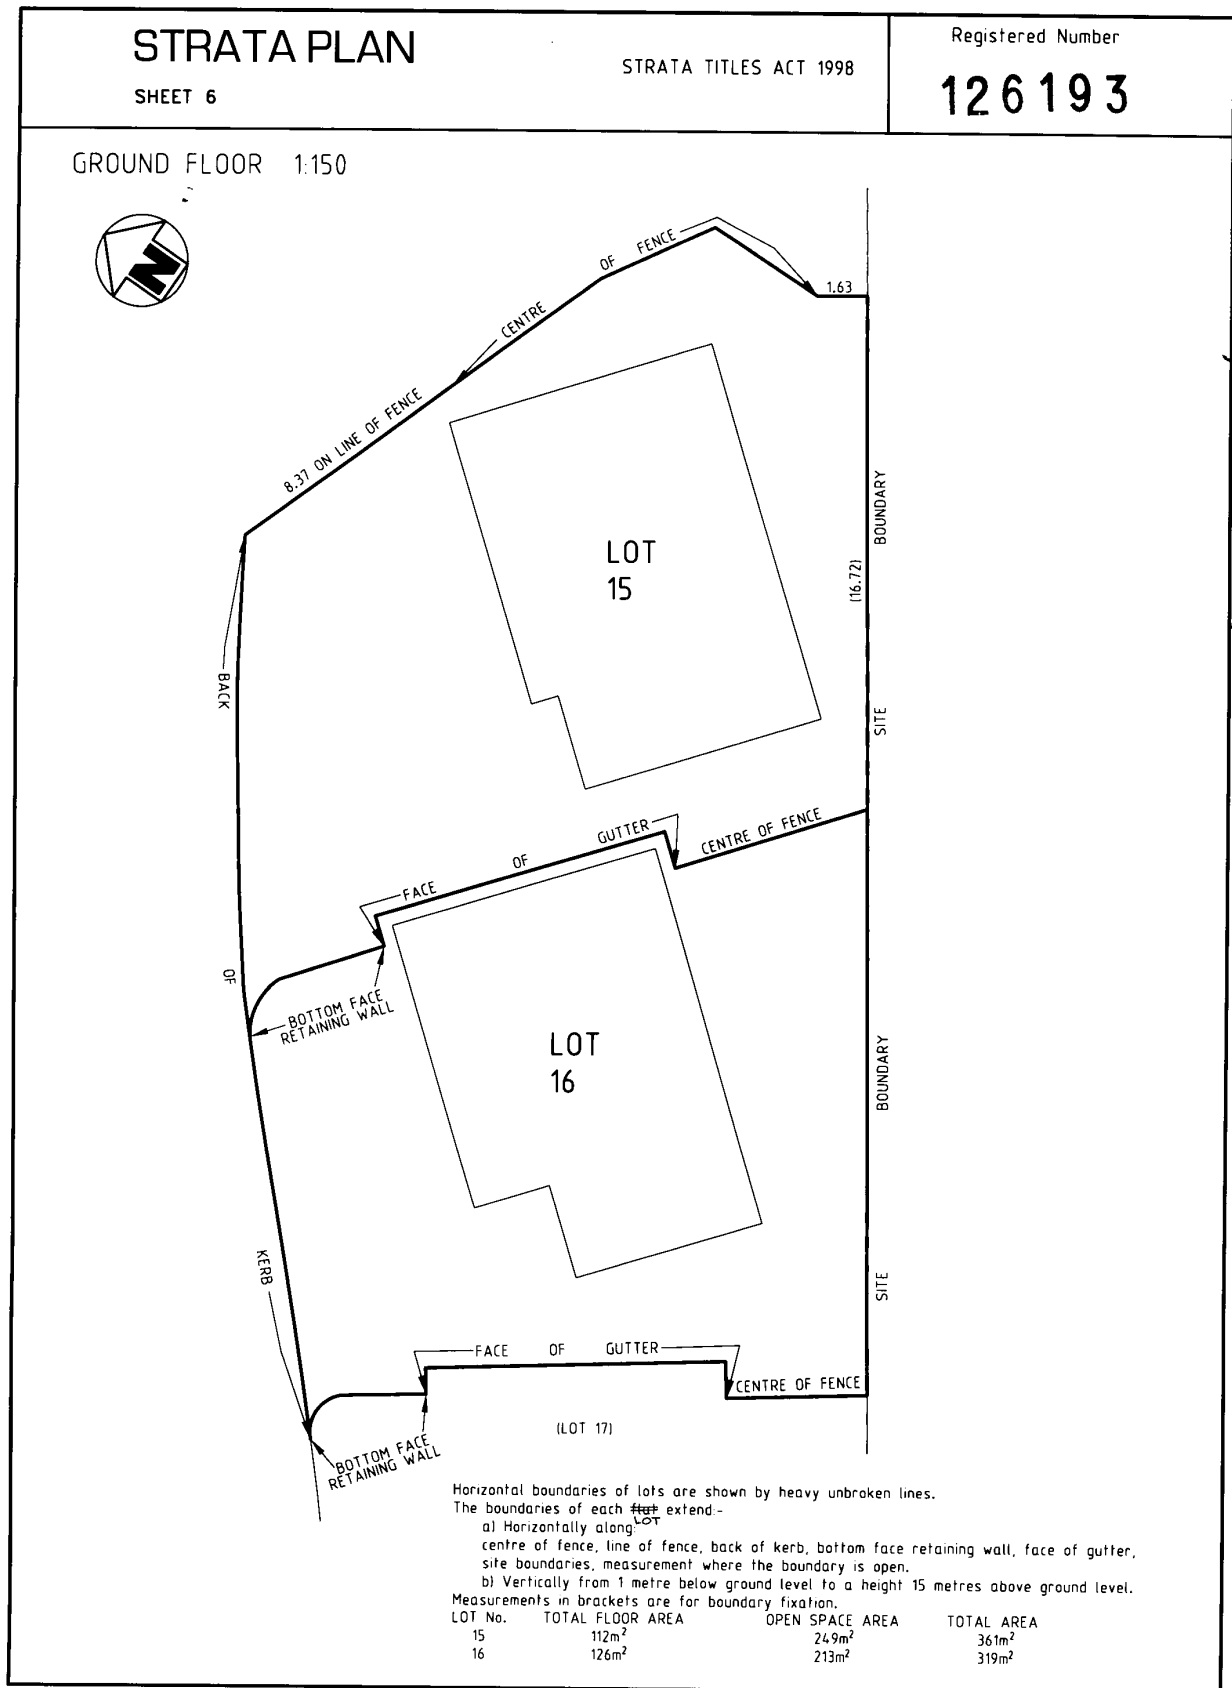 STRATA PLAN
SHEET 6
STRATA TITLES ACT 1998
Registered Number
126193
GROUND FLOOR 1:150
N
CENTRE OF FENCE
1.63
8.37 ON LINE OF FENCE
BOUNDARY
LOT
15
(16.72)
BACK
SITE
FACE OF GUTTER
CENTRE OF FENCE
OF
BOTTOM FACE
RETAINING WALL
LOT
16
BOUNDARY
KERB
SITE
FACE OF GUTTER
CENTRE OF FENCE
(LOT 17)
BOTTOM FACE
RETAINING WALL
Horizontal boundaries of lots are shown by heavy unbroken lines.
The boundaries of each flat extend:-
LOT
a) Horizontally along:
centre of fence, line of fence, back of kerb, bottom face retaining wall, face of gutter,
site boundaries, measurement where the boundary is open.
b) Vertically from 1 metre below ground level to a height 15 metres above ground level.
Measurements in brackets are for boundary fixation.
LOT No. TOTAL FLOOR AREA OPEN SPACE AREA TOTAL AREA
15 112m² 249m² 361m²
16 126m² 213m² 319m²